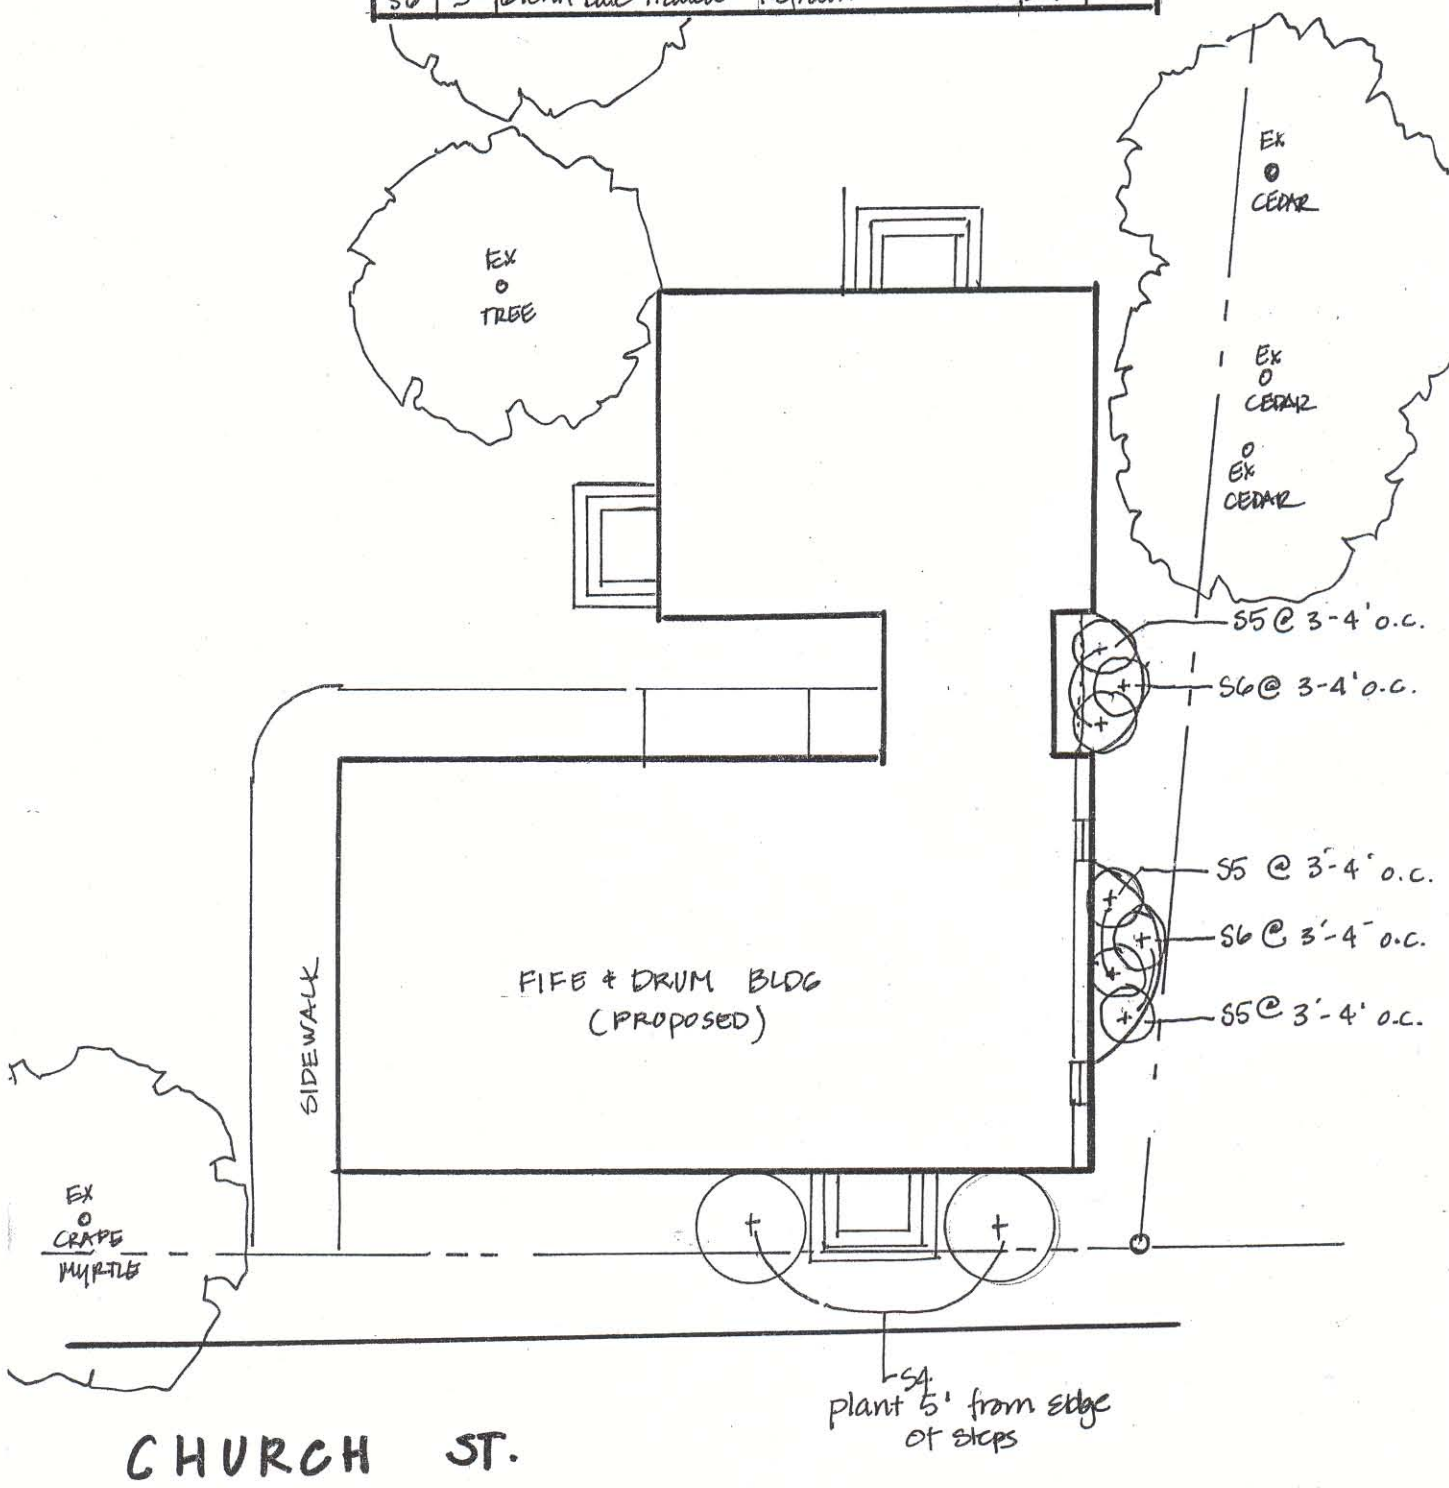 S6 3
EX
CEDAR
EX
TREE
EX
CEDAR
EX
CEDAR
S5 @ 3-4' o.c.
S6 @ 3-4' o.c.
S5 @ 3'-4' o.c.
S6 @ 3'-4' o.c.
S5 @ 3'-4' o.c.
FIFE & DRUM BLDG
(PROPOSED)
SIDEWALK
EX
CRAPE
MYRTLE
S4
plant 5' from edge
of steps
CHURCH ST.